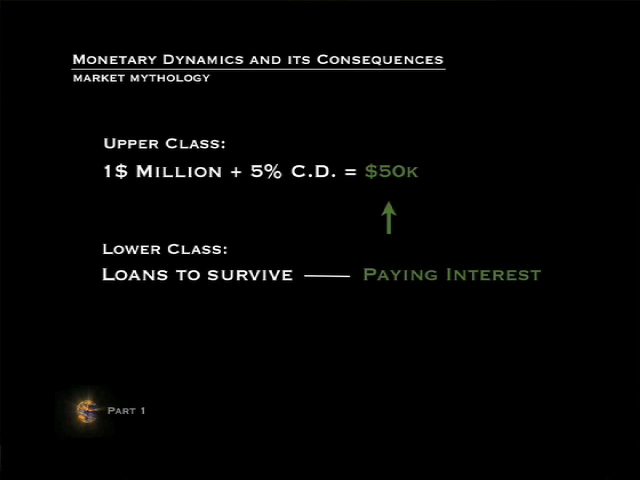 Monetary Dynamics and its Consequences
market mythology
Upper Class:
1$ Million + 5% C.D. = $50k
Lower Class:
Loans to survive —— Paying Interest
Part 1